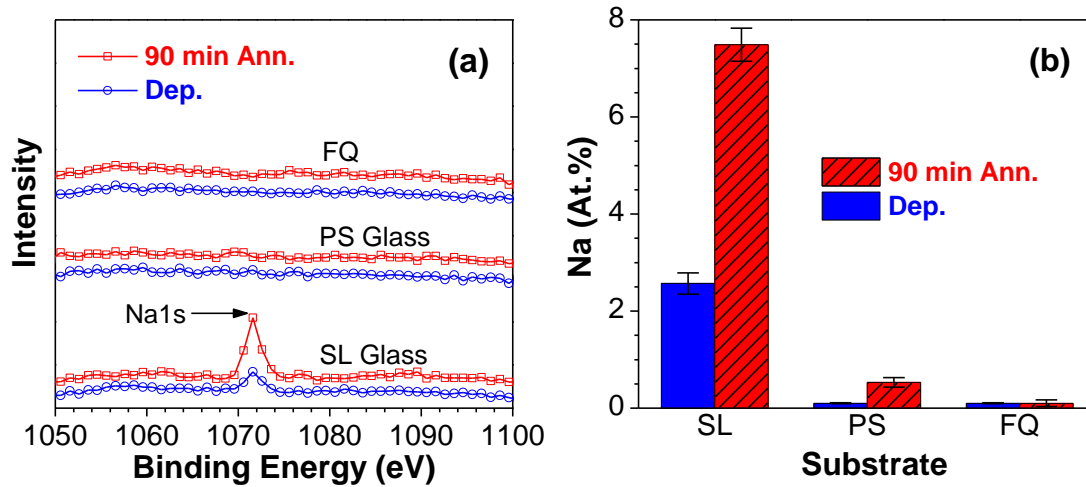 90 min Ann.
Dep.
(a)
FQ
PS Glass
Na1s
SL Glass
Intensity
1050 1060 1070 1080 1090 1100
Binding Energy (eV)
(b)
8
6
4
2
0
Na (At.%)
90 min Ann.
Dep.
SL PS FQ
Substrate